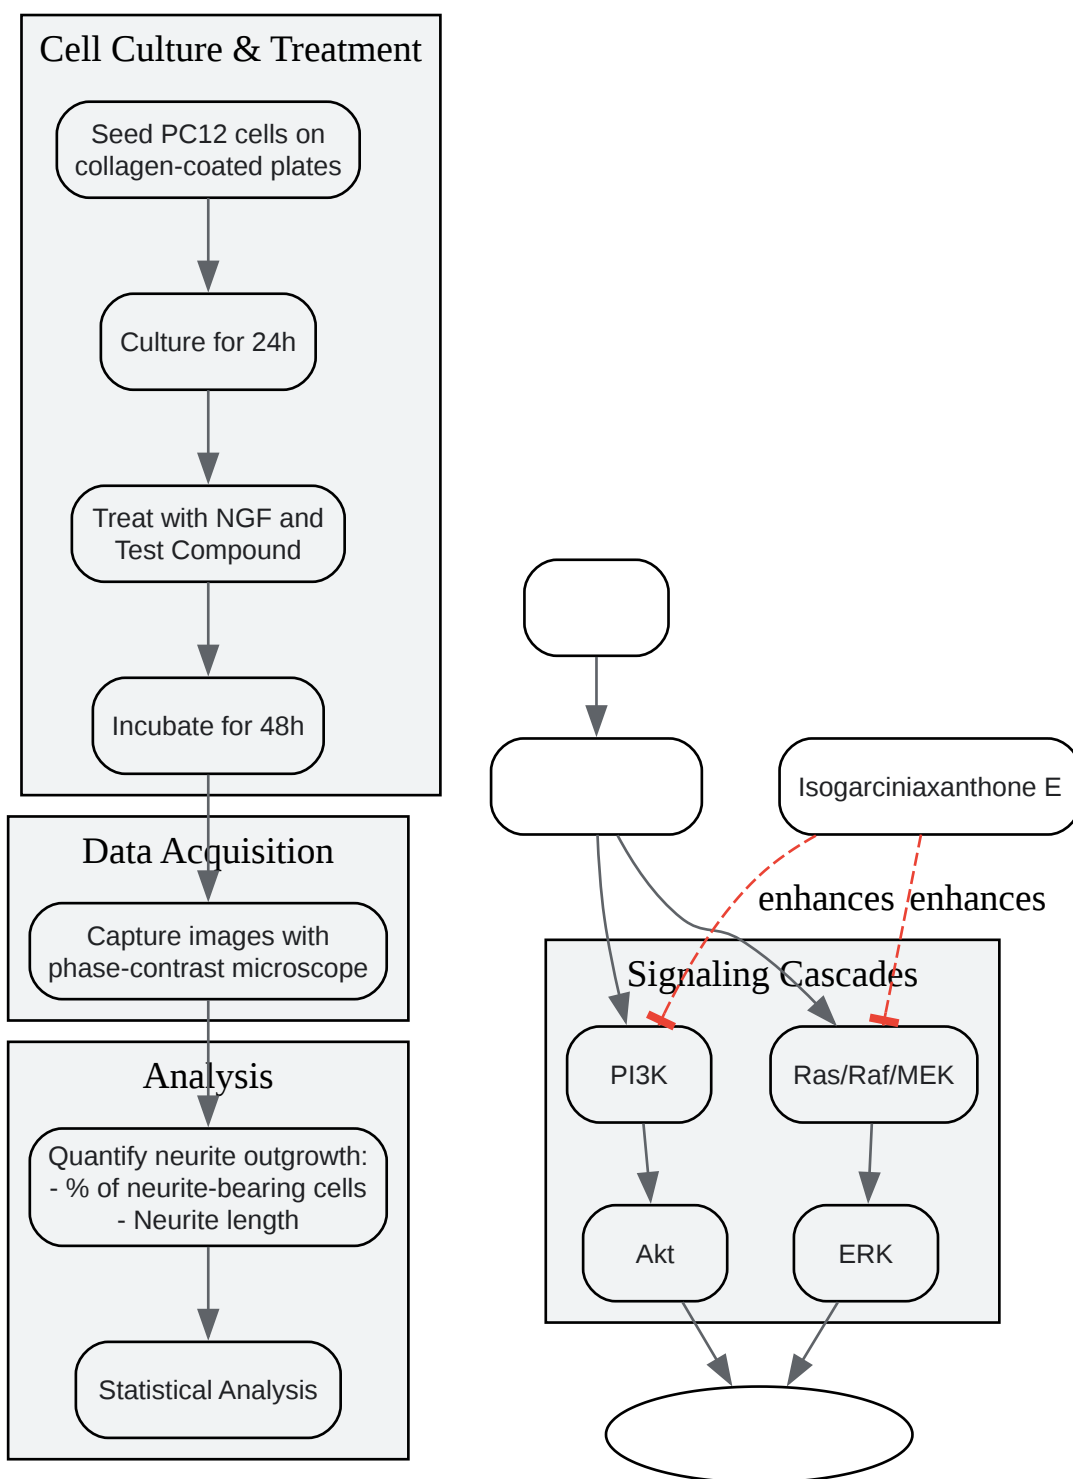 Cell Culture & Treatment
Seed PC12 cells on
collagen-coated plates
Culture for 24h
Treat with NGF and
Test Compound
Incubate for 48h
Data Acquisition
Capture images with
phase-contrast microscope
Analysis
Quantify neurite outgrowth:
- % of neurite-bearing cells
- Neurite length
Statistical Analysis
Isogarciniaxanthone E
enhances
enhances
Signaling Cascades
PI3K
Ras/Raf/MEK
Akt
ERK